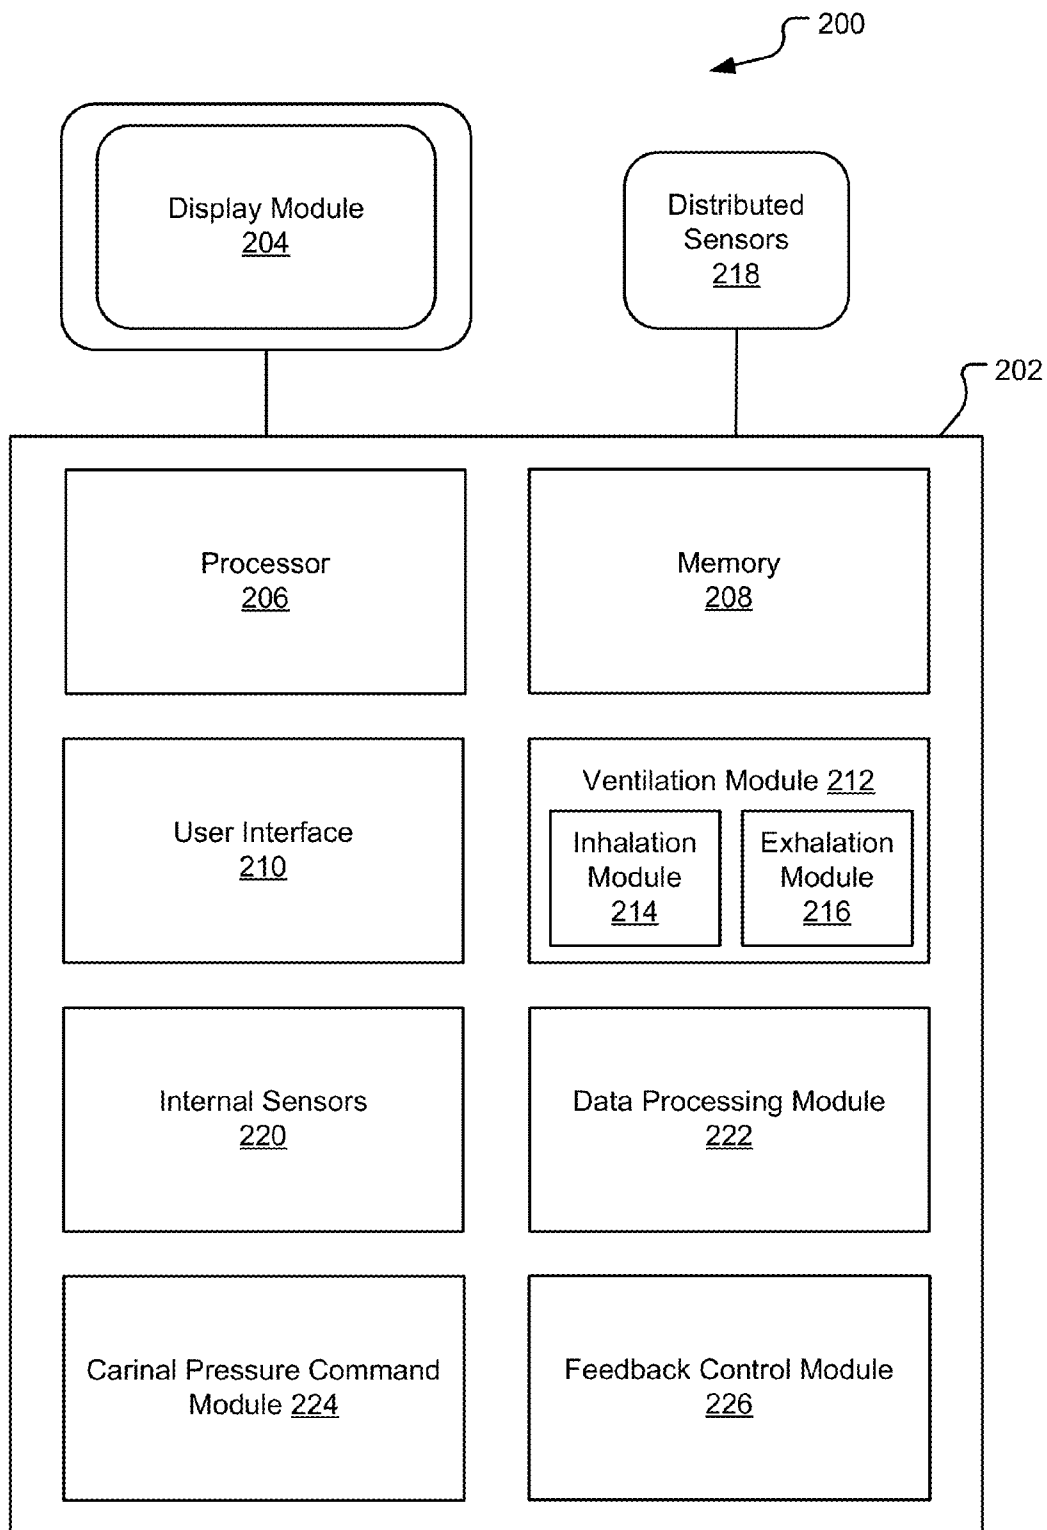 200
Display Module
204
Distributed
Sensors
218
202
Processor
206
Memory
208
User Interface
210
Ventilation Module 212
Inhalation
Module
214
Exhalation
Module
216
Internal Sensors
220
Data Processing Module
222
Carinal Pressure Command
Module 224
Feedback Control Module
226